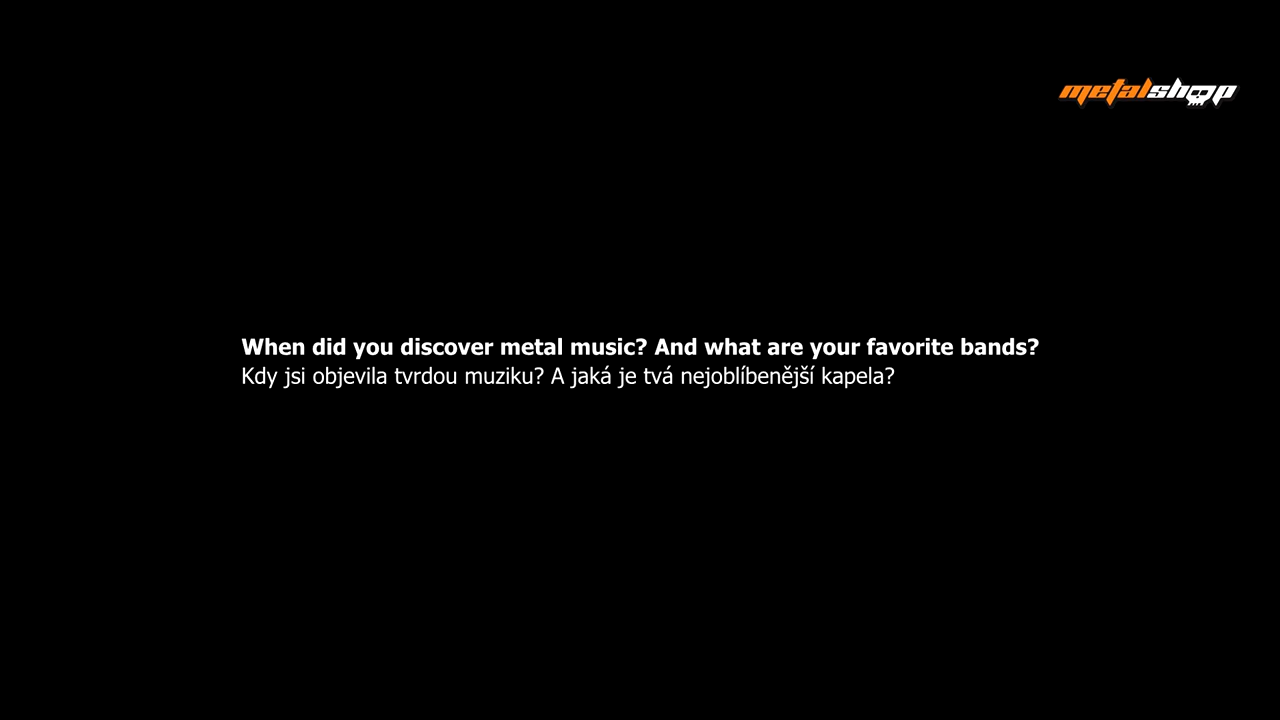 metalshop
When did you discover metal music? And what are your favorite bands?
Kdy jsi objevila tvrdou muziku? A jaká je tvá nejoblíbenější kapela?